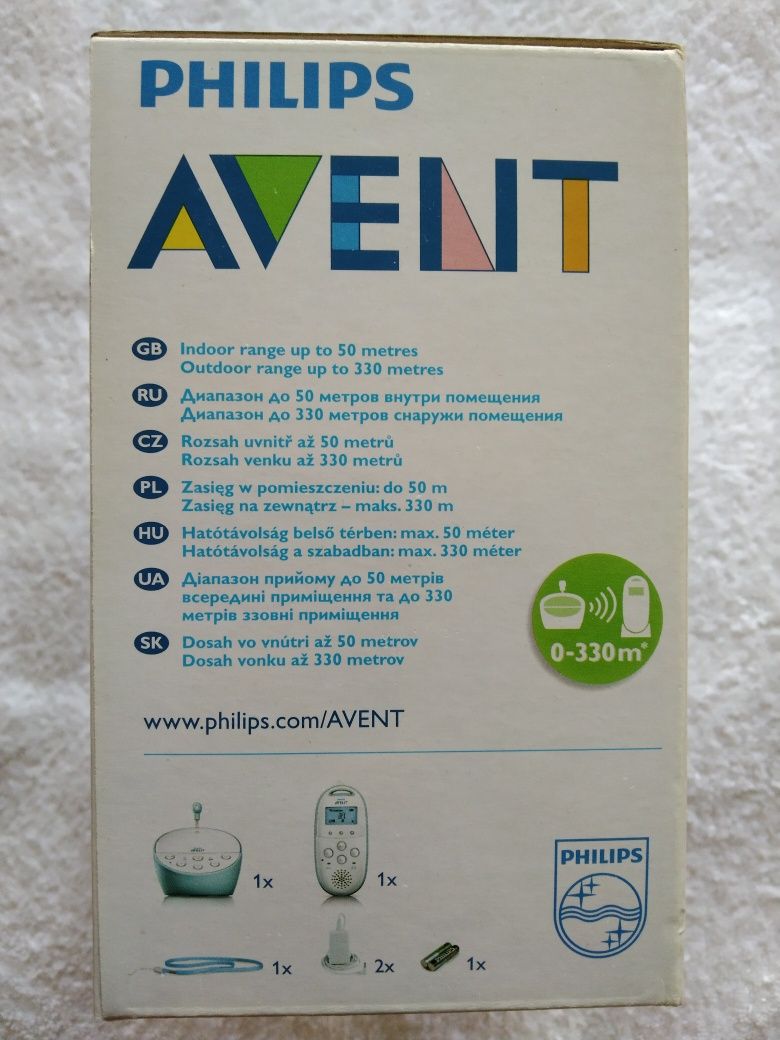 PHILIPS
AVENT
GB Indoor range up to 50 metres
Outdoor range up to 330 metres
RU Диапазон до 50 метров внутри помещения
Диапазон до 330 метров снаружи помещения
CZ Rozsah uvnitř až 50 metrů
Rozsah venku až 330 metrů
PL Zasięg w pomieszczeniu: do 50 m
Zasięg na zewnątrz – maks. 330 m
HU Hatótávolság belső térben: max. 50 méter
Hatótávolság a szabadban: max. 330 méter
UA Діапазон прийому до 50 метрів
всередині приміщення та до 330
метрів ззовні приміщення
SK Dosah vo vnútri až 50 metrov
Dosah vonku až 330 metrov
0-330m*
www.philips.com/AVENT
AVENT
1x
1x
PHILIPS
1x
2x
PHILIPS
1x